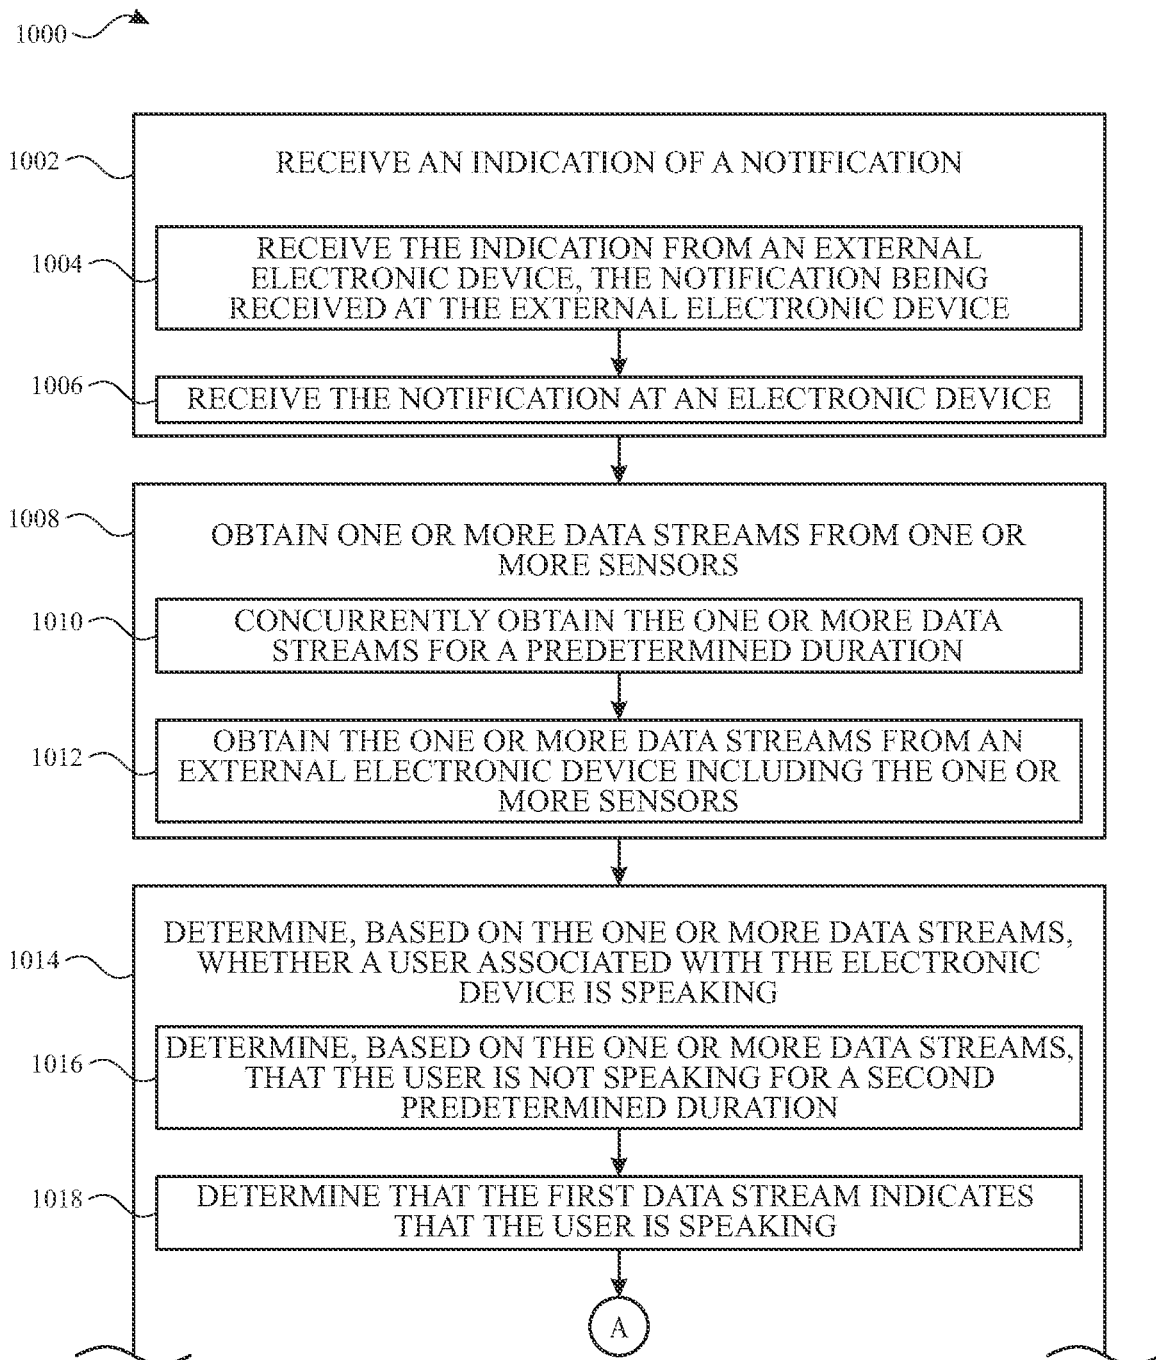 1000
1002
RECEIVE AN INDICATION OF A NOTIFICATION
1004
RECEIVE THE INDICATION FROM AN EXTERNAL
ELECTRONIC DEVICE, THE NOTIFICATION BEING
RECEIVED AT THE EXTERNAL ELECTRONIC DEVICE
1006
RECEIVE THE NOTIFICATION AT AN ELECTRONIC DEVICE
1008
OBTAIN ONE OR MORE DATA STREAMS FROM ONE OR
MORE SENSORS
1010
CONCURRENTLY OBTAIN THE ONE OR MORE DATA
STREAMS FOR A PREDETERMINED DURATION
1012
OBTAIN THE ONE OR MORE DATA STREAMS FROM AN
EXTERNAL ELECTRONIC DEVICE INCLUDING THE ONE OR
MORE SENSORS
1014
DETERMINE, BASED ON THE ONE OR MORE DATA STREAMS,
WHETHER A USER ASSOCIATED WITH THE ELECTRONIC
DEVICE IS SPEAKING
1016
DETERMINE, BASED ON THE ONE OR MORE DATA STREAMS,
THAT THE USER IS NOT SPEAKING FOR A SECOND
PREDETERMINED DURATION
1018
DETERMINE THAT THE FIRST DATA STREAM INDICATES
THAT THE USER IS SPEAKING
A